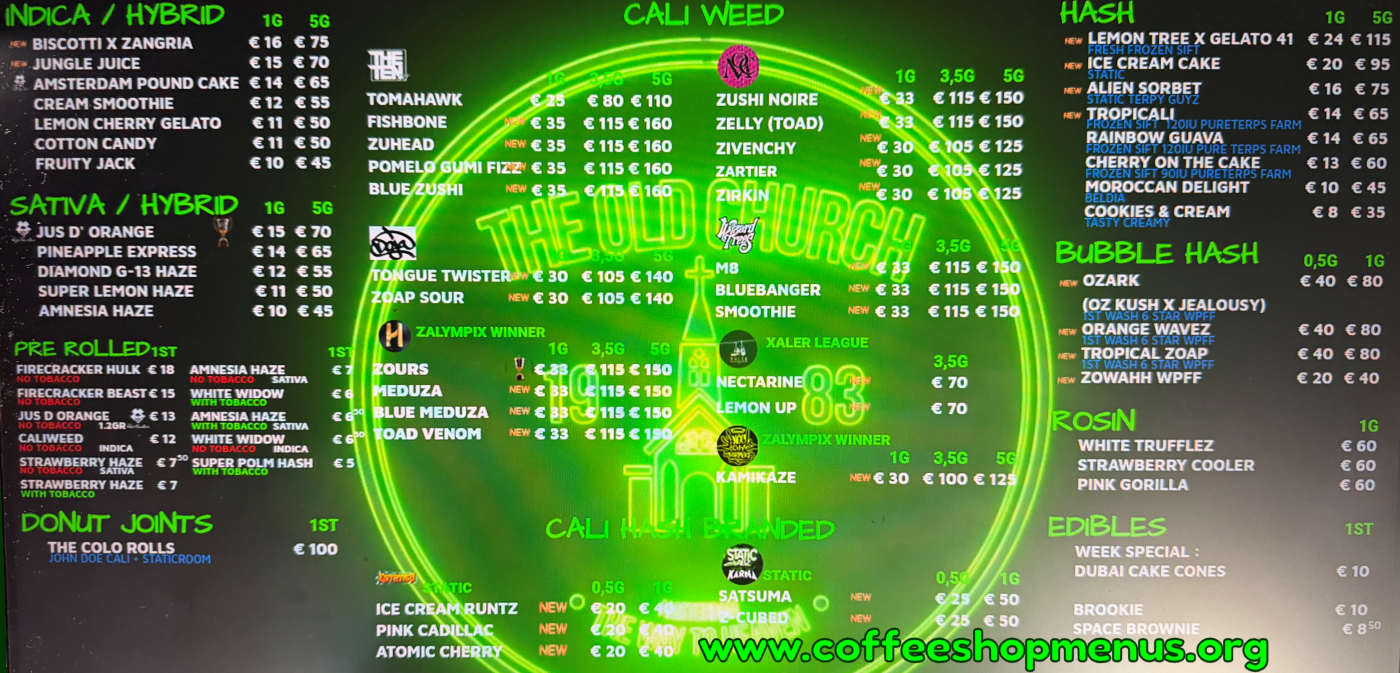 INDICA / HYBRID 1G 5G
NEW BISCOTTI X ZANGRIA € 16 € 75
NEW JUNGLE JUICE € 15 € 70
AMSTERDAM POUND CAKE € 14 € 65
CREAM SMOOTHIE € 12 € 55
LEMON CHERRY GELATO € 11 € 50
COTTON CANDY € 11 € 50
FRUITY JACK € 10 € 45
SATIVA / HYBRID 1G 5G
JUS D' ORANGE € 15 € 70
PINEAPPLE EXPRESS € 14 € 65
DIAMOND G-13 HAZE € 12 € 55
SUPER LEMON HAZE € 11 € 50
AMNESIA HAZE € 10 € 45
PRE ROLLED 1ST 1ST
FIRECRACKER HULK € 18 AMNESIA HAZE € 7
NO TOBACCO NO TOBACCO SATIVA
FIRECRACKER BEAST € 15 WHITE WIDOW € 6
NO TOBACCO WITH TOBACCO
JUS D ORANGE € 13 AMNESIA HAZE € 6,50
NO TOBACCO 1.2GR WITH TOBACCO SATIVA
CALIWEED € 12 WHITE WIDOW € 6,50
NO TOBACCO INDICA NO TOBACCO INDICA
STRAWBERRY HAZE € 7 50 SUPER POLM HASH € 5
NO TOBACCO SATIVA WITH TOBACCO
STRAWBERRY HAZE € 7
WITH TOBACCO
DONUT JOINTS 1ST
THE COLO ROLLS € 100
JOHN DOE CALI + STATICROOM
CALI WEED
THE TEN
1G 3,5G 5G
TOMAHAWK € 25 € 80 € 110
FISHBONE NEW € 35 € 115 € 160
ZUHEAD NEW € 35 € 115 € 160
POMELO GUMI FIZZ NEW € 35 € 115 € 160
BLUE ZUSHI NEW € 35 € 115 € 160
1G 3,5G 5G
TONGUE TWISTER NEW € 30 € 105 € 140
ZOAP SOUR NEW € 30 € 105 € 140
H ZALYMPIX WINNER
1G 3,5G 5G
ZOURS € 33 € 115 € 150
MEDUZA NEW € 33 € 115 € 150
BLUE MEDUZA NEW € 33 € 115 € 150
TOAD VENOM NEW € 33 € 115 € 150
1G 3,5G 5G
ZUSHI NOIRE NEW € 33 € 115 € 150
ZELLY (TOAD) NEW € 33 € 115 € 150
ZIVENCHY NEW € 30 € 105 € 125
ZARTIER NEW € 30 € 105 € 125
ZIRKIN NEW € 30 € 105 € 125
Wizard Trees
1G 3,5G 5G
M8 NEW € 33 € 115 € 150
BLUEBANGER NEW € 33 € 115 € 150
SMOOTHIE NEW € 33 € 115 € 150
XALER LEAGUE
3,5G
NECTARINE NEW € 70
LEMON UP NEW € 70
ZALYMPIX WINNER
1G 3,5G 5G
KAMIKAZE NEW € 30 € 100 € 125
THE OLD CHURCH
19 83
CALI HASH BRANDED
STATIC 0,5G 1G
ICE CREAM RUNTZ NEW € 20 € 40
PINK CADILLAC NEW € 20 € 40
ATOMIC CHERRY NEW € 20 € 40
STATIC KARMA
STATIC 0,5G 1G
SATSUMA NEW € 25 € 50
Z-CUBED NEW € 25 € 50
HASH 1G 5G
NEW LEMON TREE X GELATO 41 € 24 € 115
FRESH FROZEN SIFT
NEW ICE CREAM CAKE € 20 € 95
STATIC
NEW ALIEN SORBET € 16 € 75
STATIC TERPY GUYZ
NEW TROPICALI € 14 € 65
FROZEN SIFT 120IU PURETERPS FARM
RAINBOW GUAVA € 14 € 65
FROZEN SIFT 120IU PURE TERPS FARM
CHERRY ON THE CAKE € 13 € 60
FROZEN SIFT 90IU PURETERPS FARM
MOROCCAN DELIGHT € 10 € 45
BELDIA
COOKIES & CREAM € 8 € 35
TASTY CREAMY
BUBBLE HASH 0,5G 1G
NEW OZARK € 40 € 80
(OZ KUSH X JEALOUSY)
1ST WASH 6 STAR WPFF
NEW ORANGE WAVEZ € 40 € 80
1ST WASH 6 STAR WPFF
NEW TROPICAL ZOAP € 40 € 80
1ST WASH 6 STAR WPFF
NEW ZOWAHH WPFF € 20 € 40
ROSIN 1G
WHITE TRUFFLEZ € 60
STRAWBERRY COOLER € 60
PINK GORILLA € 60
EDIBLES 1ST
WEEK SPECIAL :
DUBAI CAKE CONES € 10
BROOKIE € 10
SPACE BROWNIE € 8 50
www.coffeeshopmenus.org